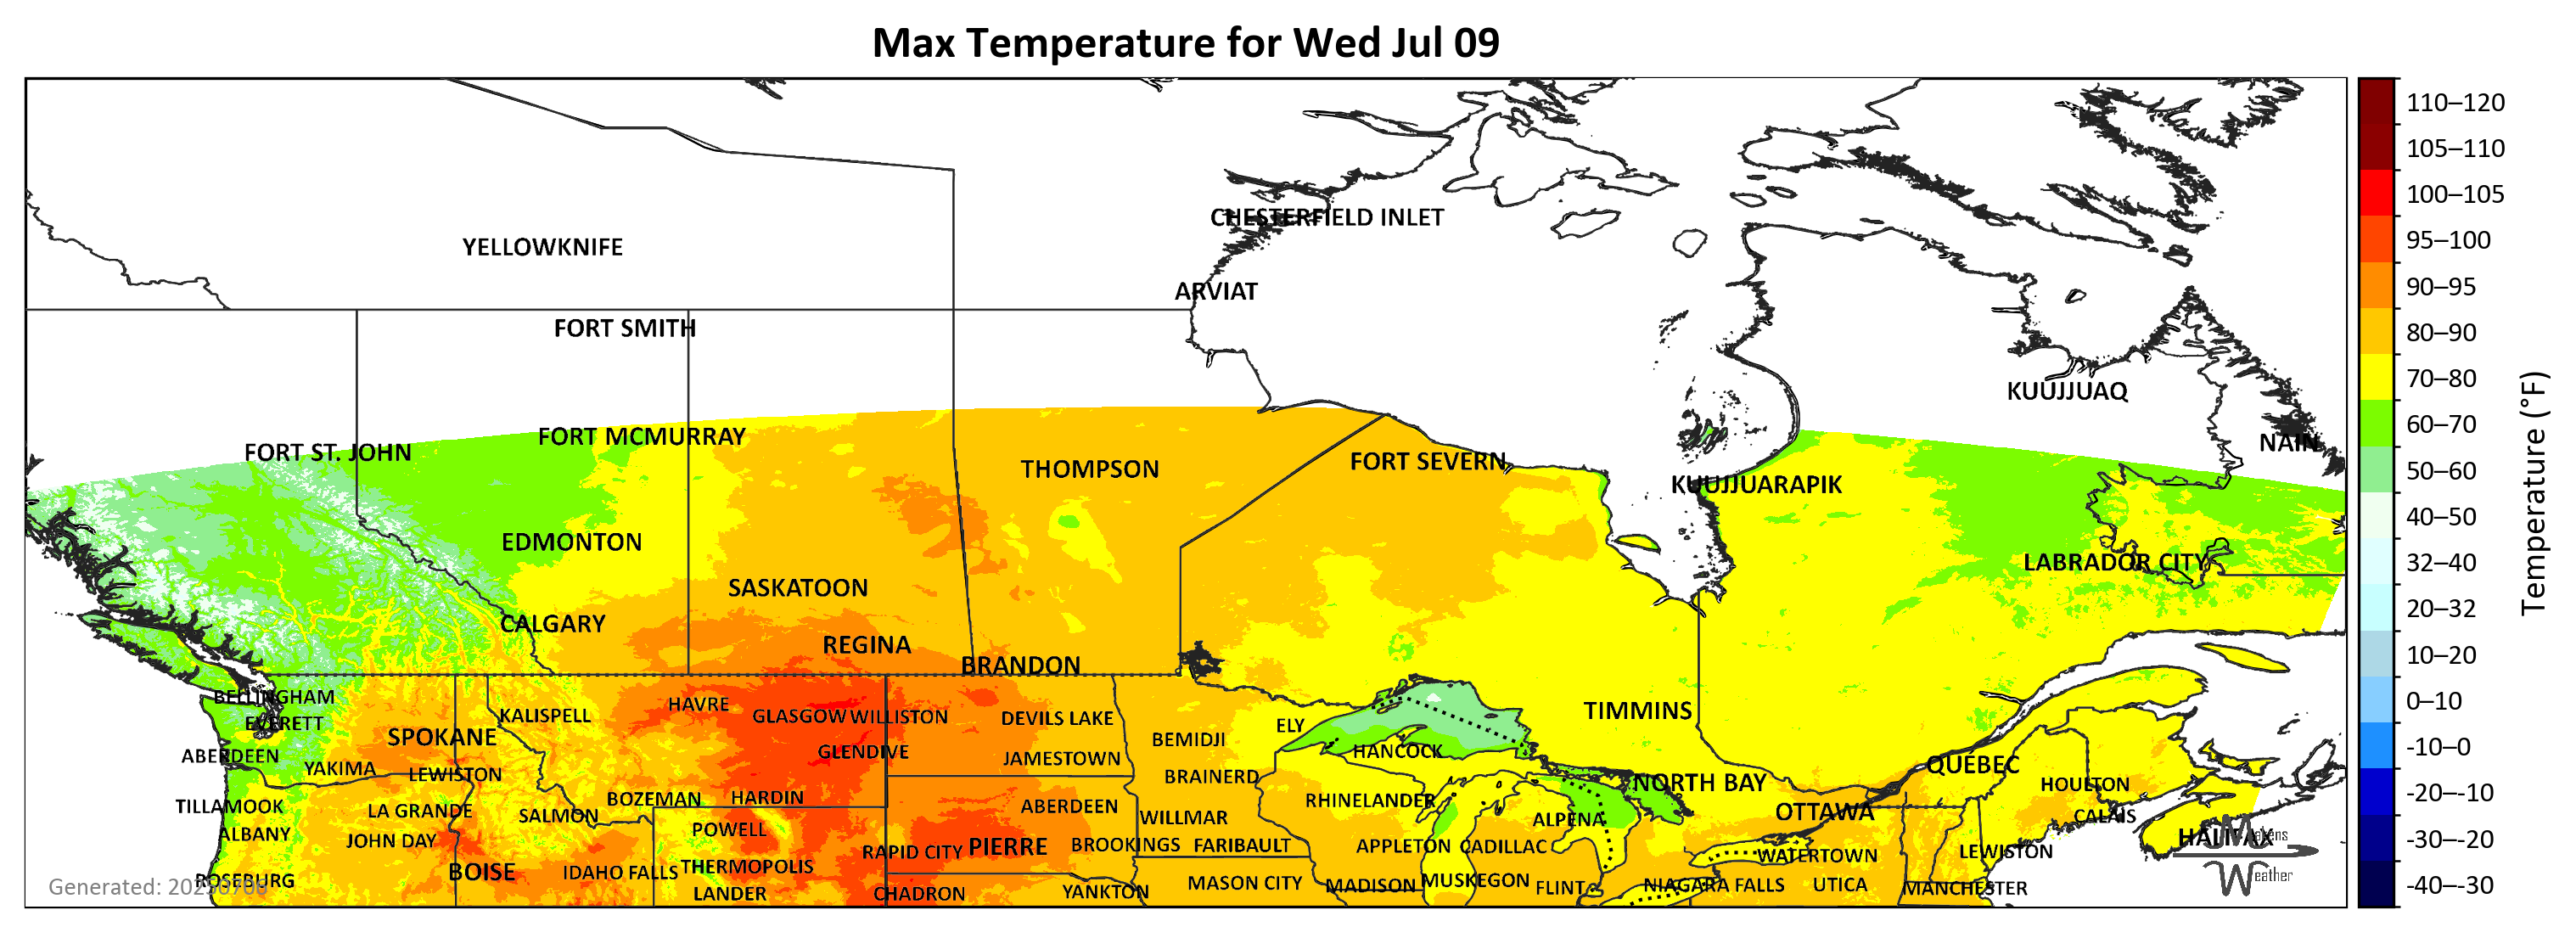 Max Temperature for Wed Jul 09
CHESTERFIELD INLET
YELLOWKNIFE
ARVIAT
FORT SMITH
KUUJJUAQ
FORT MCMURRAY
NAIN
FORT ST. JOHN
THOMPSON
FORT SEVERN
KUUJJUARAPIK
EDMONTON
LABRADOR CITY
SASKATOON
CALGARY
REGINA
BRANDON
BELLINGHAM
HAVRE
KALISPELL
GLASGOW
WILLISTON
DEVILS LAKE
TIMMINS
EVERETT
ELY
SPOKANE
BEMIDJI
GLENDIVE
HANCOCK
ABERDEEN
JAMESTOWN
QUÉBEC
YAKIMA
LEWISTON
BRAINERD
NORTH BAY
HOULTON
BOZEMAN
HARDIN
RHINELANDER
TILLAMOOK
LA GRANDE
ABERDEEN
OTTAWA
SALMON
WILLMAR
ALPENA
CALAIS
ALBANY
POWELL
HALIFAX
JOHN DAY
RAPID CITY
PIERRE
BROOKINGS
FARIBAULT
APPLETON
CADILLAC
WATERTOWN
LEWISTON
BOISE
IDAHO FALLS
THERMOPOLIS
ROSEBURG
MASON CITY
MADISON
MUSKEGON
FLINT
NIAGARA FALLS
UTICA
MANCHESTER
LANDER
CHADRON
YANKTON
Makens
Weather
110–120
105–110
100–105
95–100
90–95
80–90
70–80
60–70
50–60
40–50
32–40
20–32
10–20
0–10
-10–0
-20–-10
-30–-20
-40–-30
Temperature (°F)
Generated: 20250706